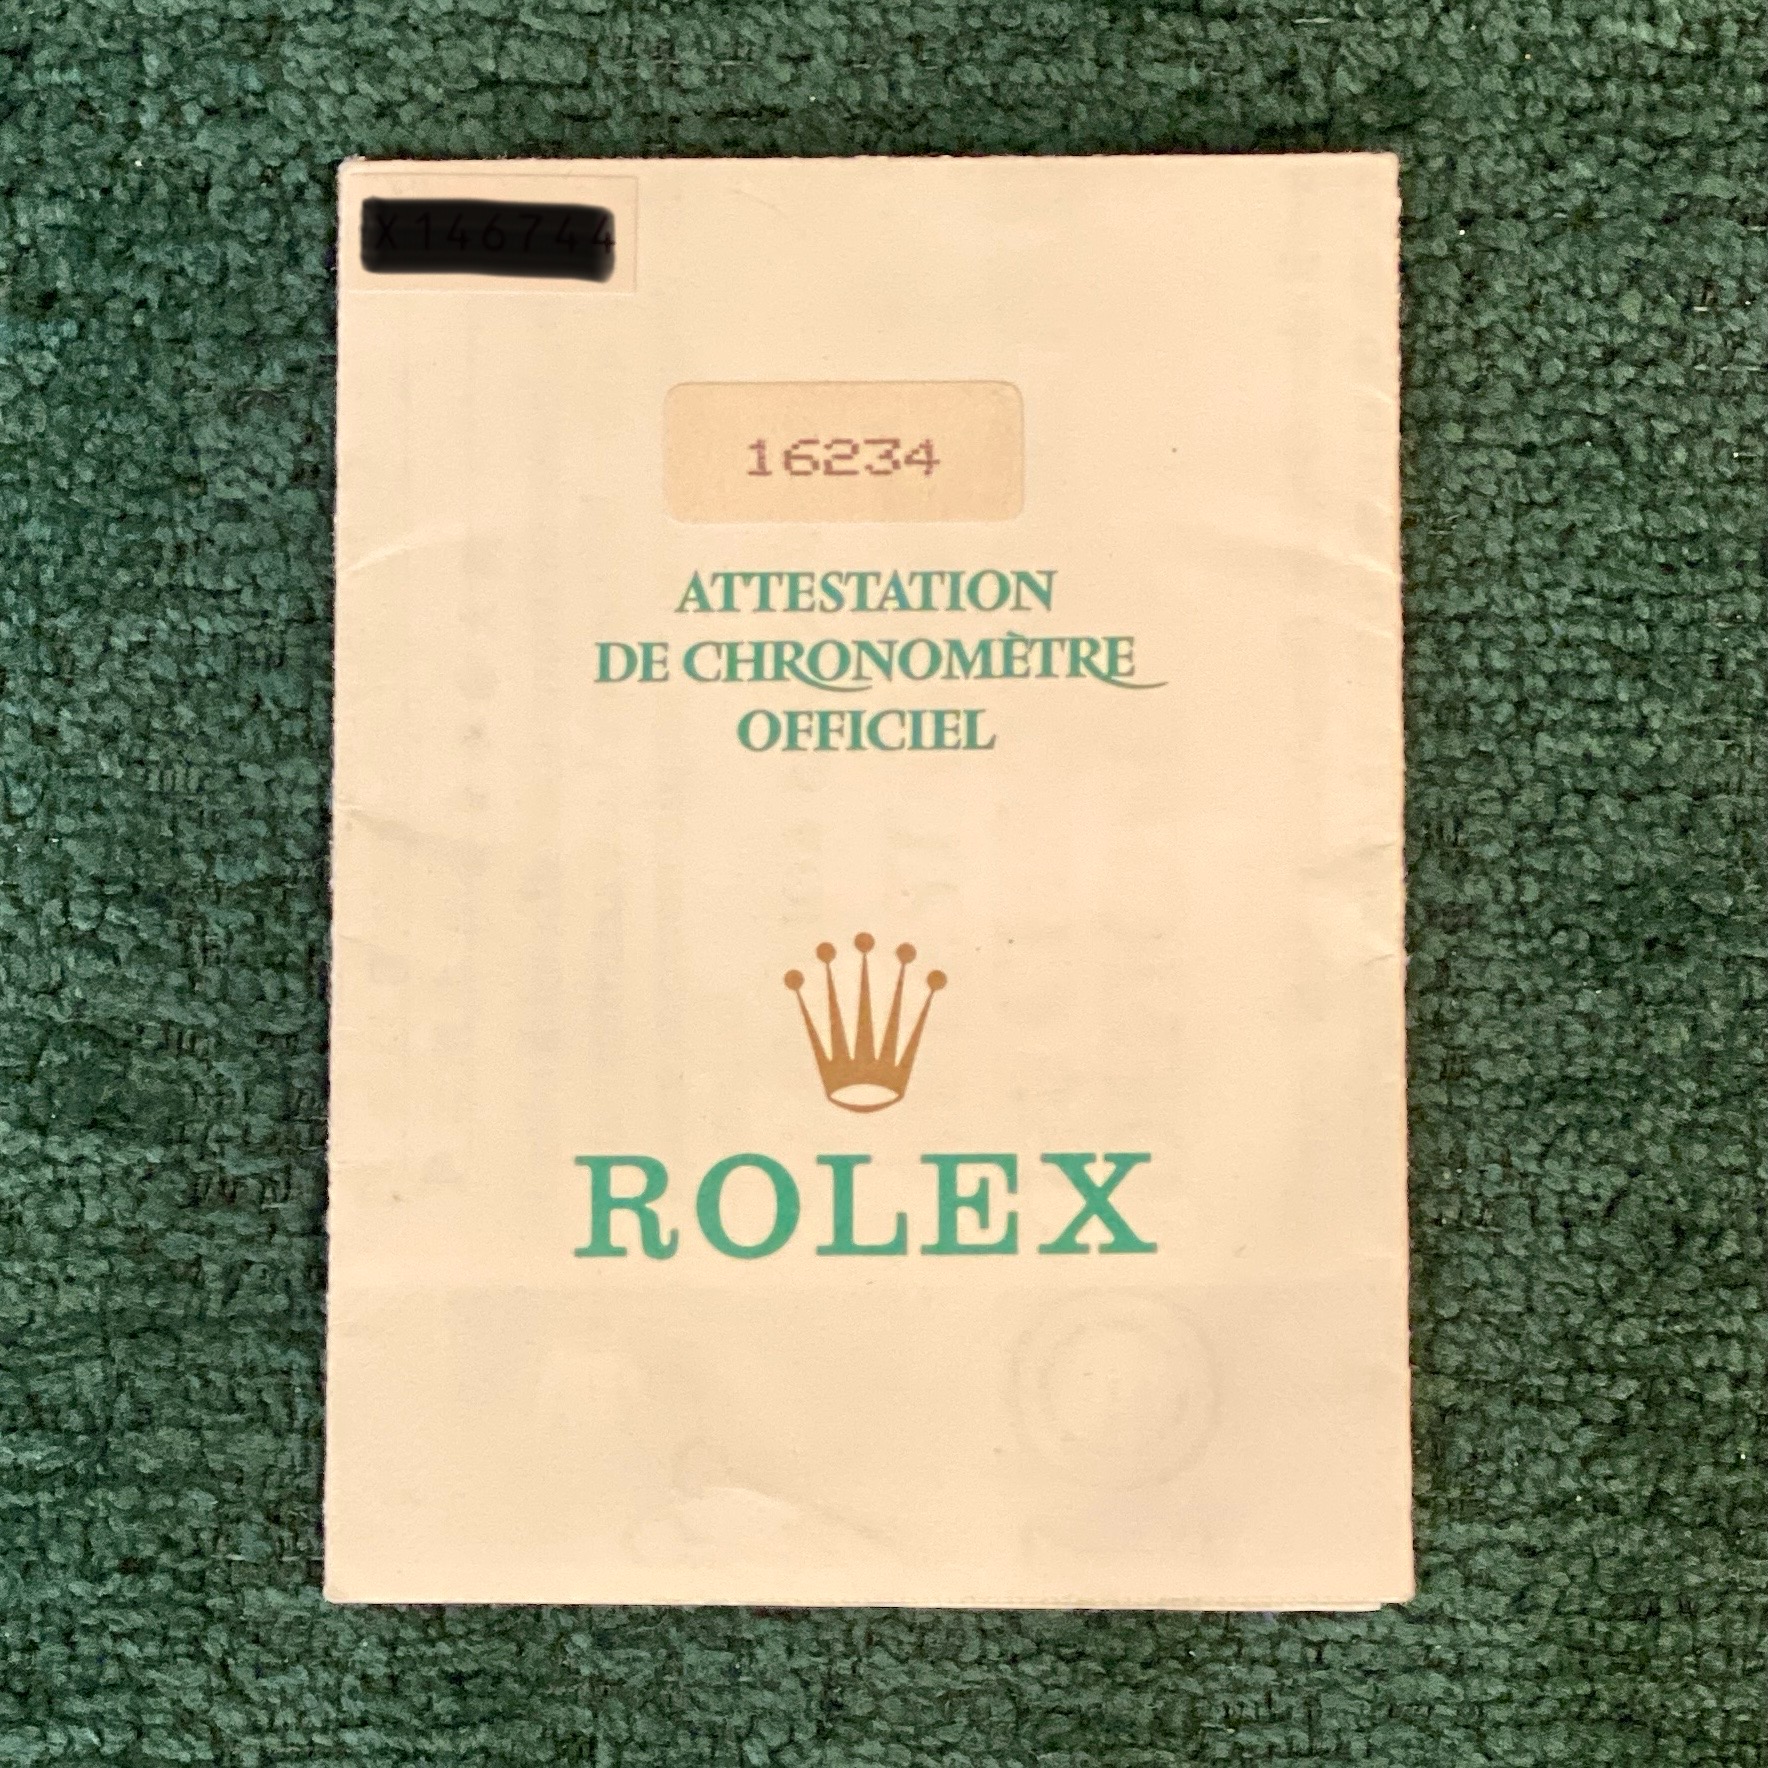 16234
ATTESTATION
DE CHRONOMÈTRE
OFFICIEL
ROLEX